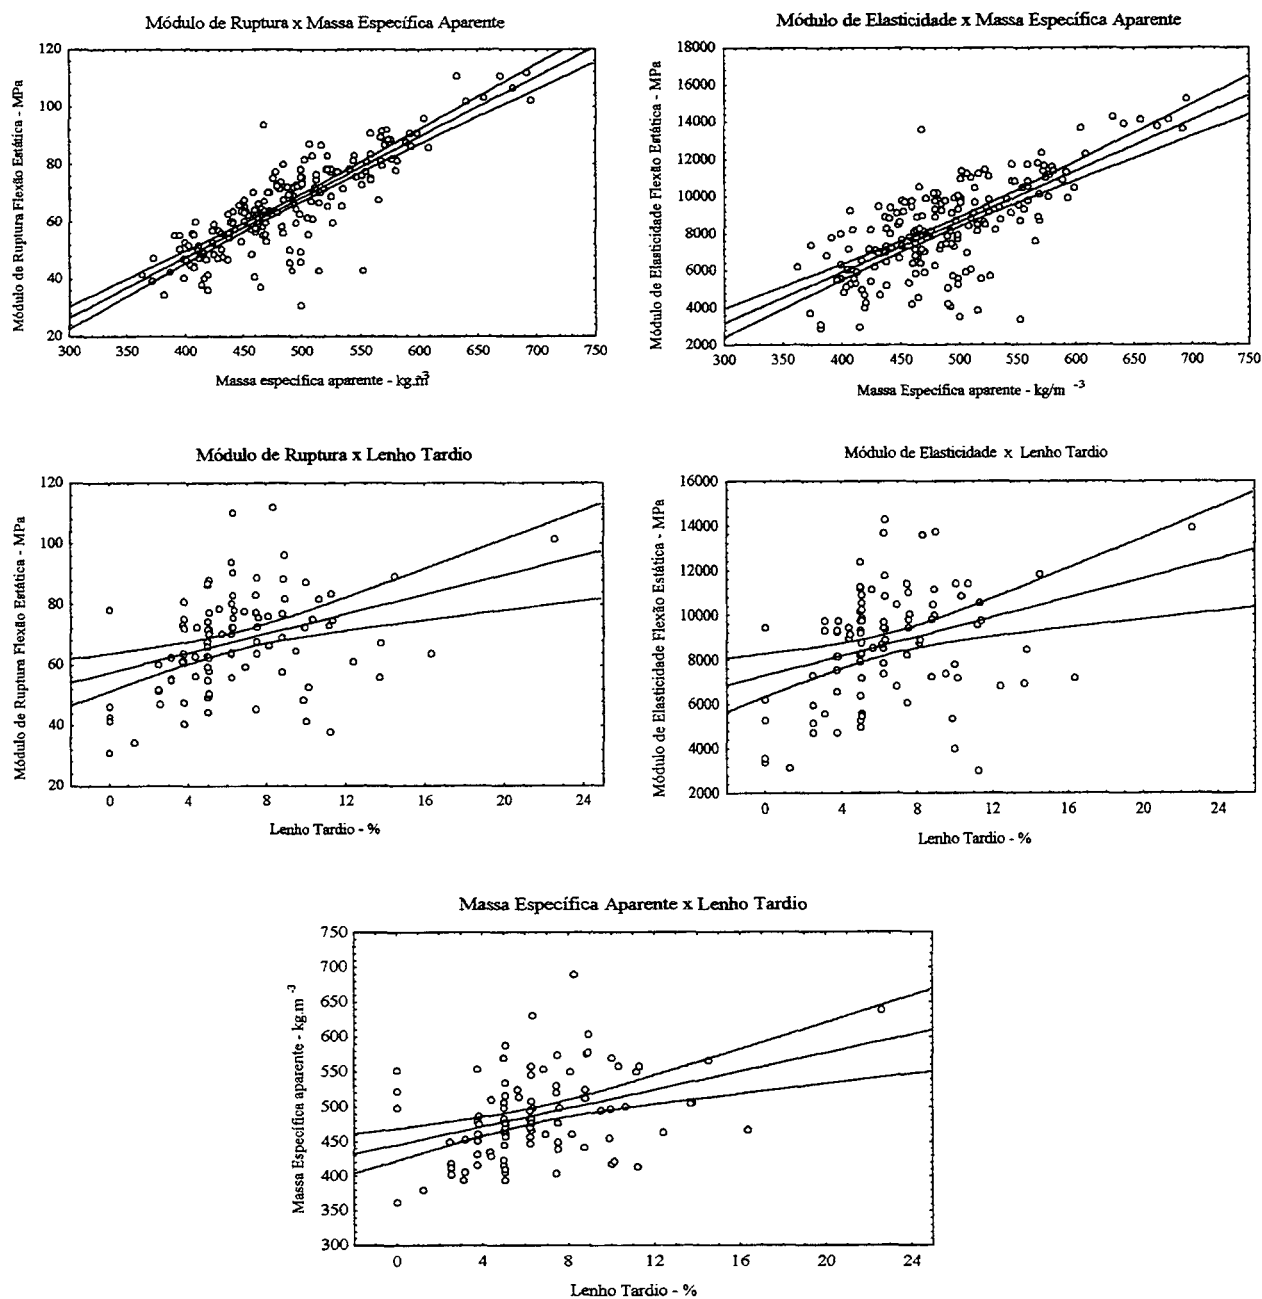 Módulo de Ruptura x Massa Específica Aparente
Módulo de Ruptura Flexão Estática - MPa
120
100
80
60
40
20
300 350 400 450 500 550 600 650 700 750
Massa específica aparente - kg.m³
Módulo de Elasticidade x Massa Específica Aparente
Módulo de Elasticidade Flexão Estática - MPa
18000
16000
14000
12000
10000
8000
6000
4000
2000
300 350 400 450 500 550 600 650 700 750
Massa Específica aparente - kg/m -3
Módulo de Ruptura x Lenho Tardio
Módulo de Ruptura Flexão Estática - MPa
120
100
80
60
40
20
0 4 8 12 16 20 24
Lenho Tardio - %
Módulo de Elasticidade x Lenho Tardio
Módulo de Elasticidade Flexão Estática - MPa
16000
14000
12000
10000
8000
6000
4000
2000
0 4 8 12 16 20 24
Lenho Tardio - %
Massa Específica Aparente x Lenho Tardio
Massa Específica aparente - kg.m -3
750
700
650
600
550
500
450
400
350
300
0 4 8 12 16 20 24
Lenho Tardio - %